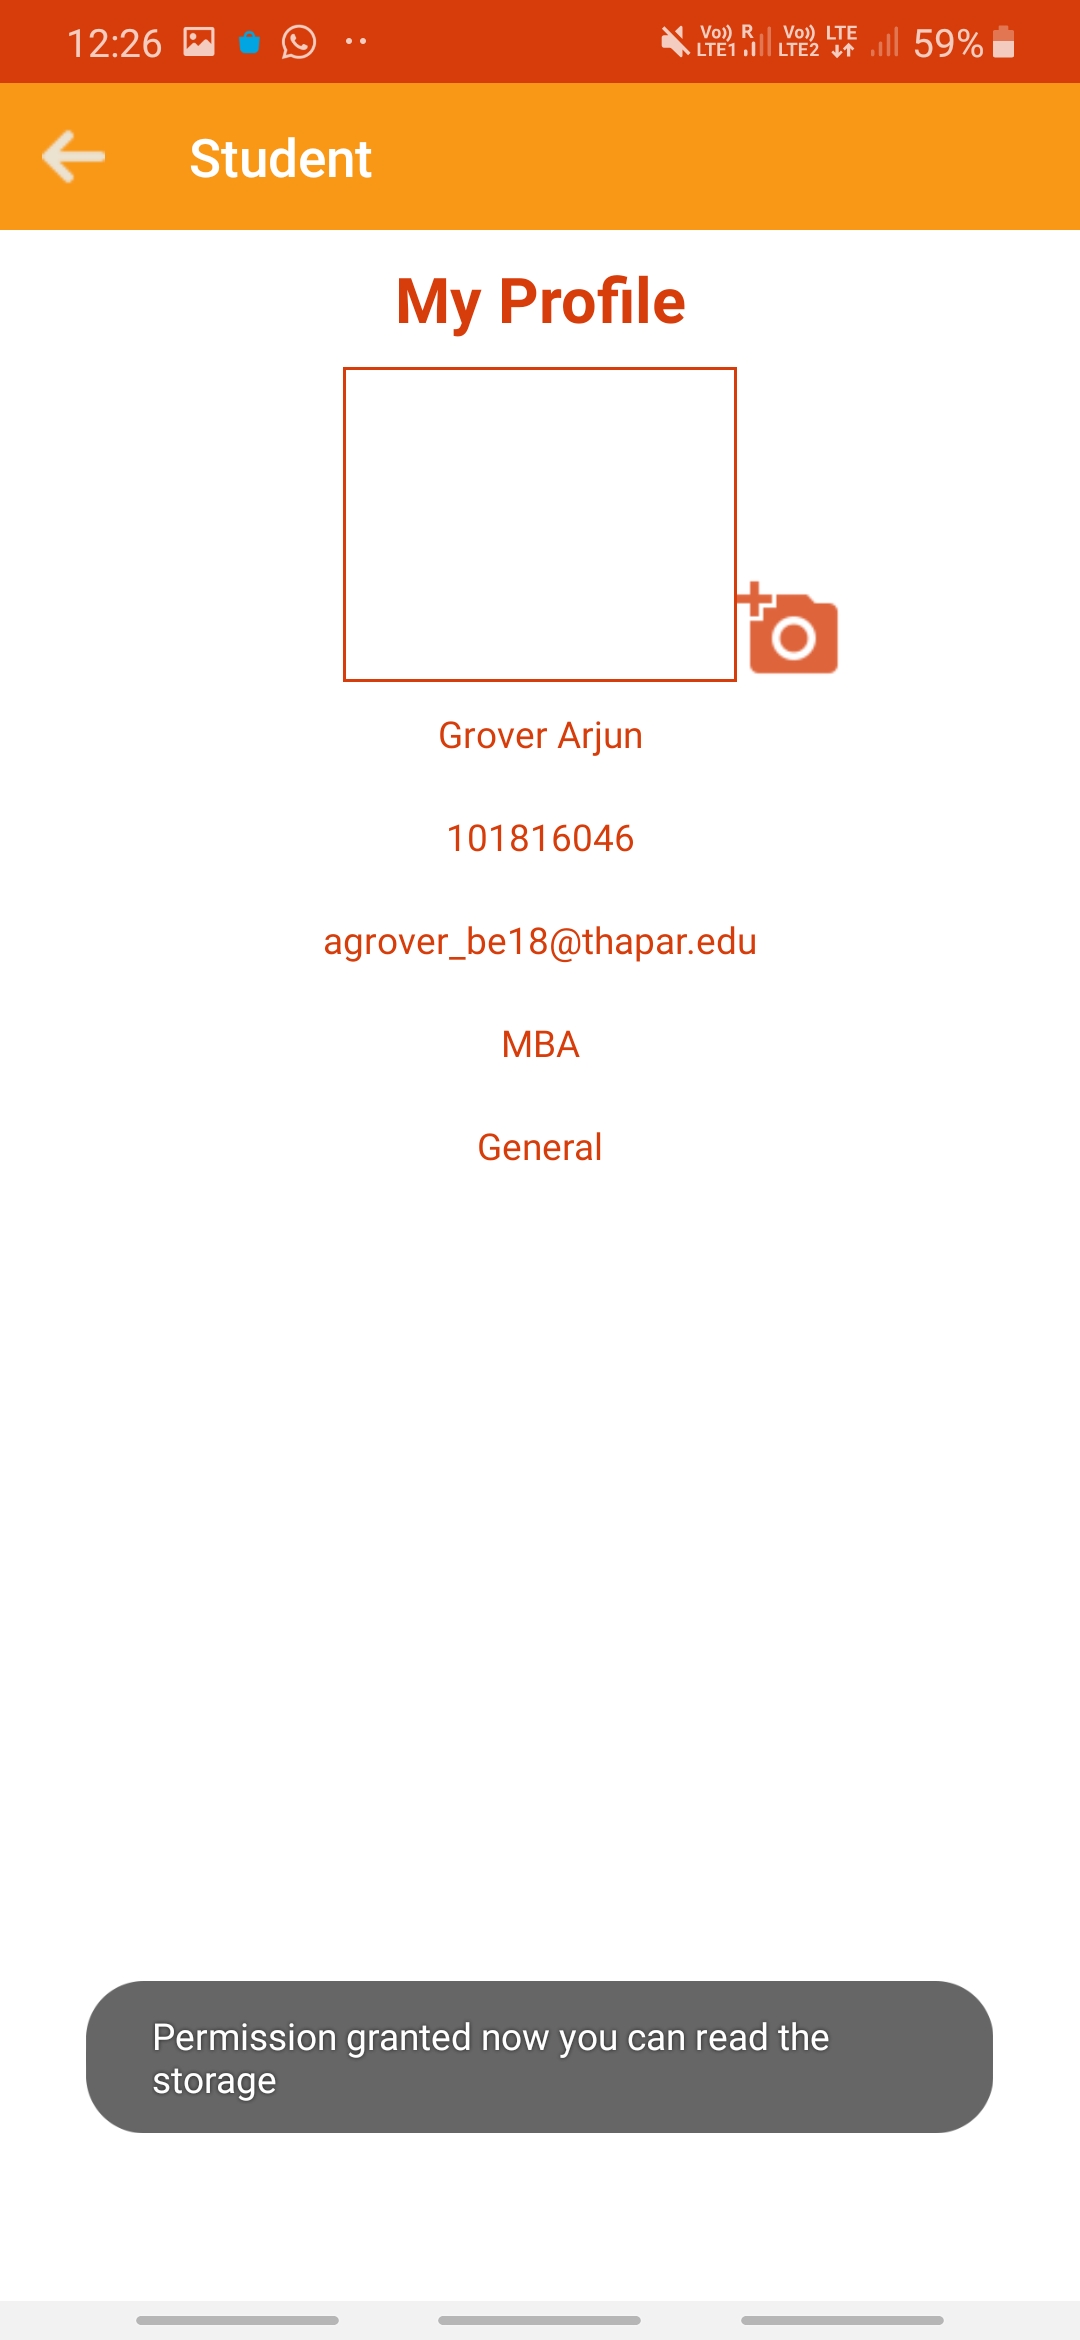 12:26
Vo)) R Vo)) LTE
LTE1 LTE2 59%
Student
My Profile
Grover Arjun
101816046
agrover_be18@thapar.edu
MBA
General
Permission granted now you can read the
storage